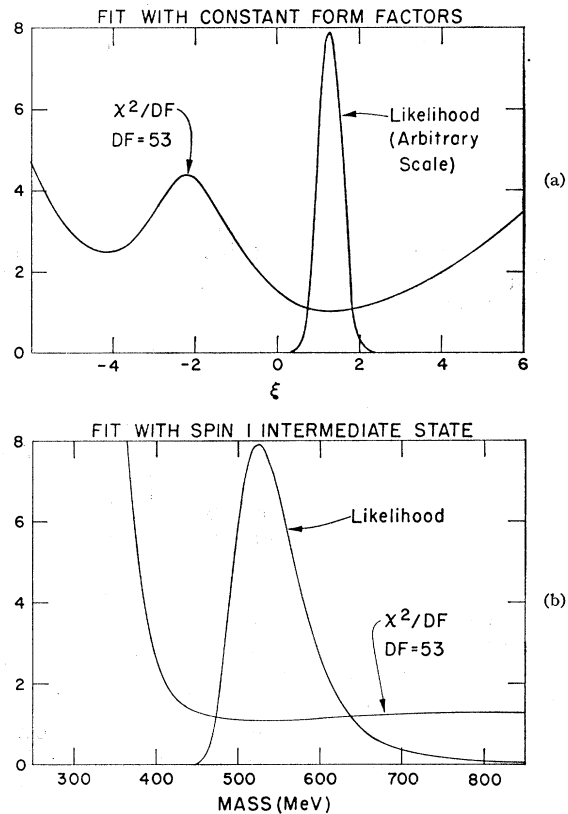 FIT WITH CONSTANT FORM FACTORS
8
6
4
2
0
χ²/DF
DF=53
Likelihood
(Arbitrary
Scale)
(a)
-4 -2 0 2 4 6
ξ
FIT WITH SPIN I INTERMEDIATE STATE
8
6
4
2
0
Likelihood
χ²/DF
DF=53
(b)
300 400 500 600 700 800
MASS (MeV)